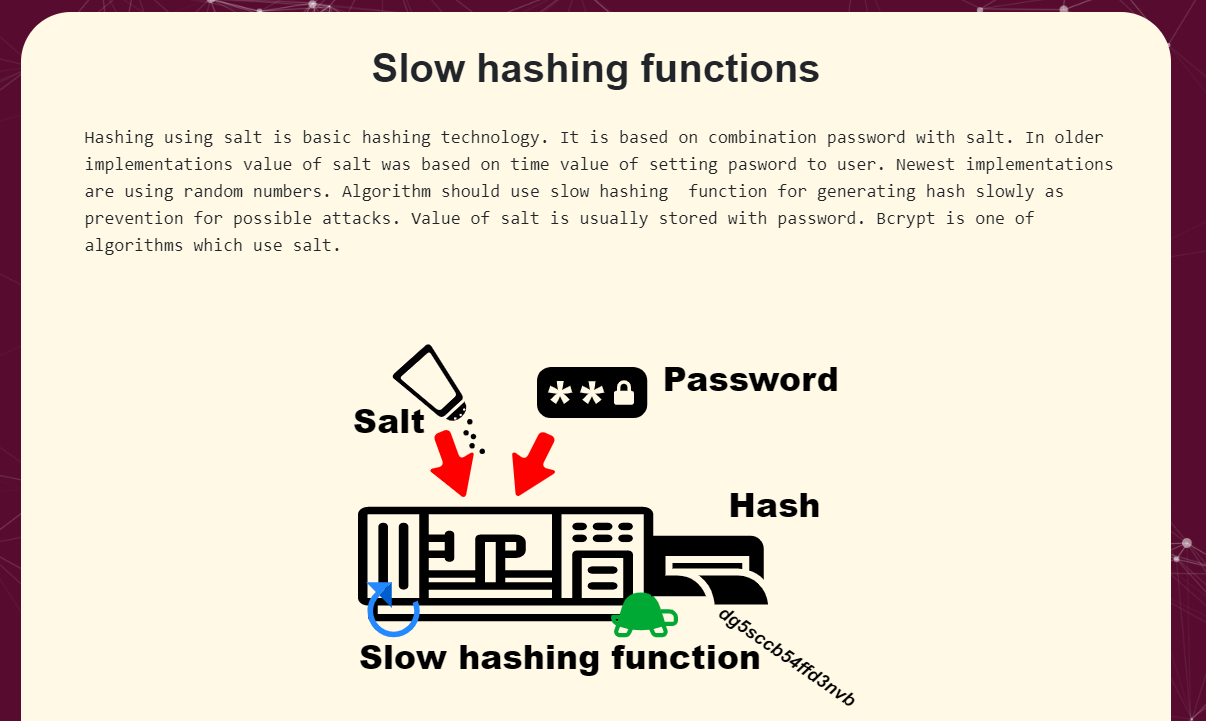 Slow hashing functions
Hashing using salt is basic hashing technology. It is based on combination password with salt. In older
implementations value of salt was based on time value of setting pasword to user. Newest implementations
are using random numbers. Algorithm should use slow hashing  function for generating hash slowly as
prevention for possible attacks. Value of salt is usually stored with password. Bcrypt is one of
algorithms which use salt.
Password
**
Salt
Hash
dg5sccb54ffd3nvb
Slow hashing function